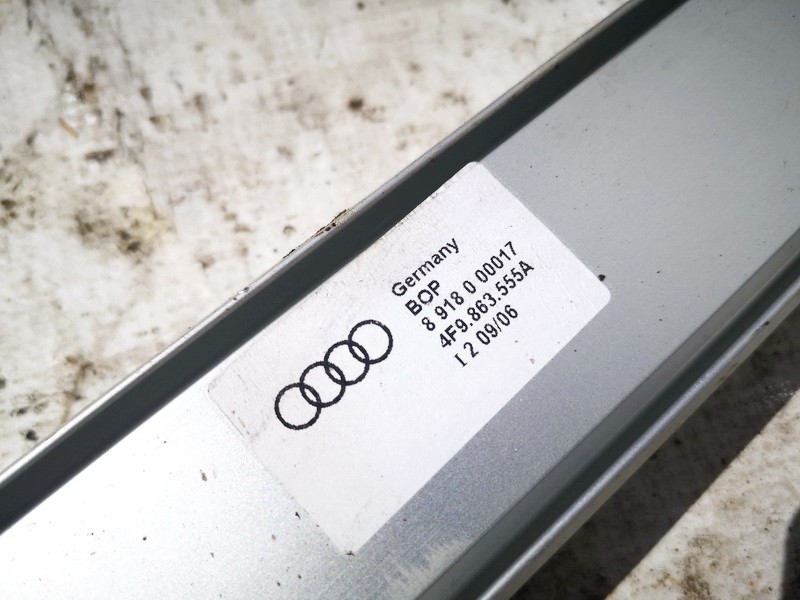 Germany
BOP
8 918 0 00017
4F9.863.555A
I 2 09/06